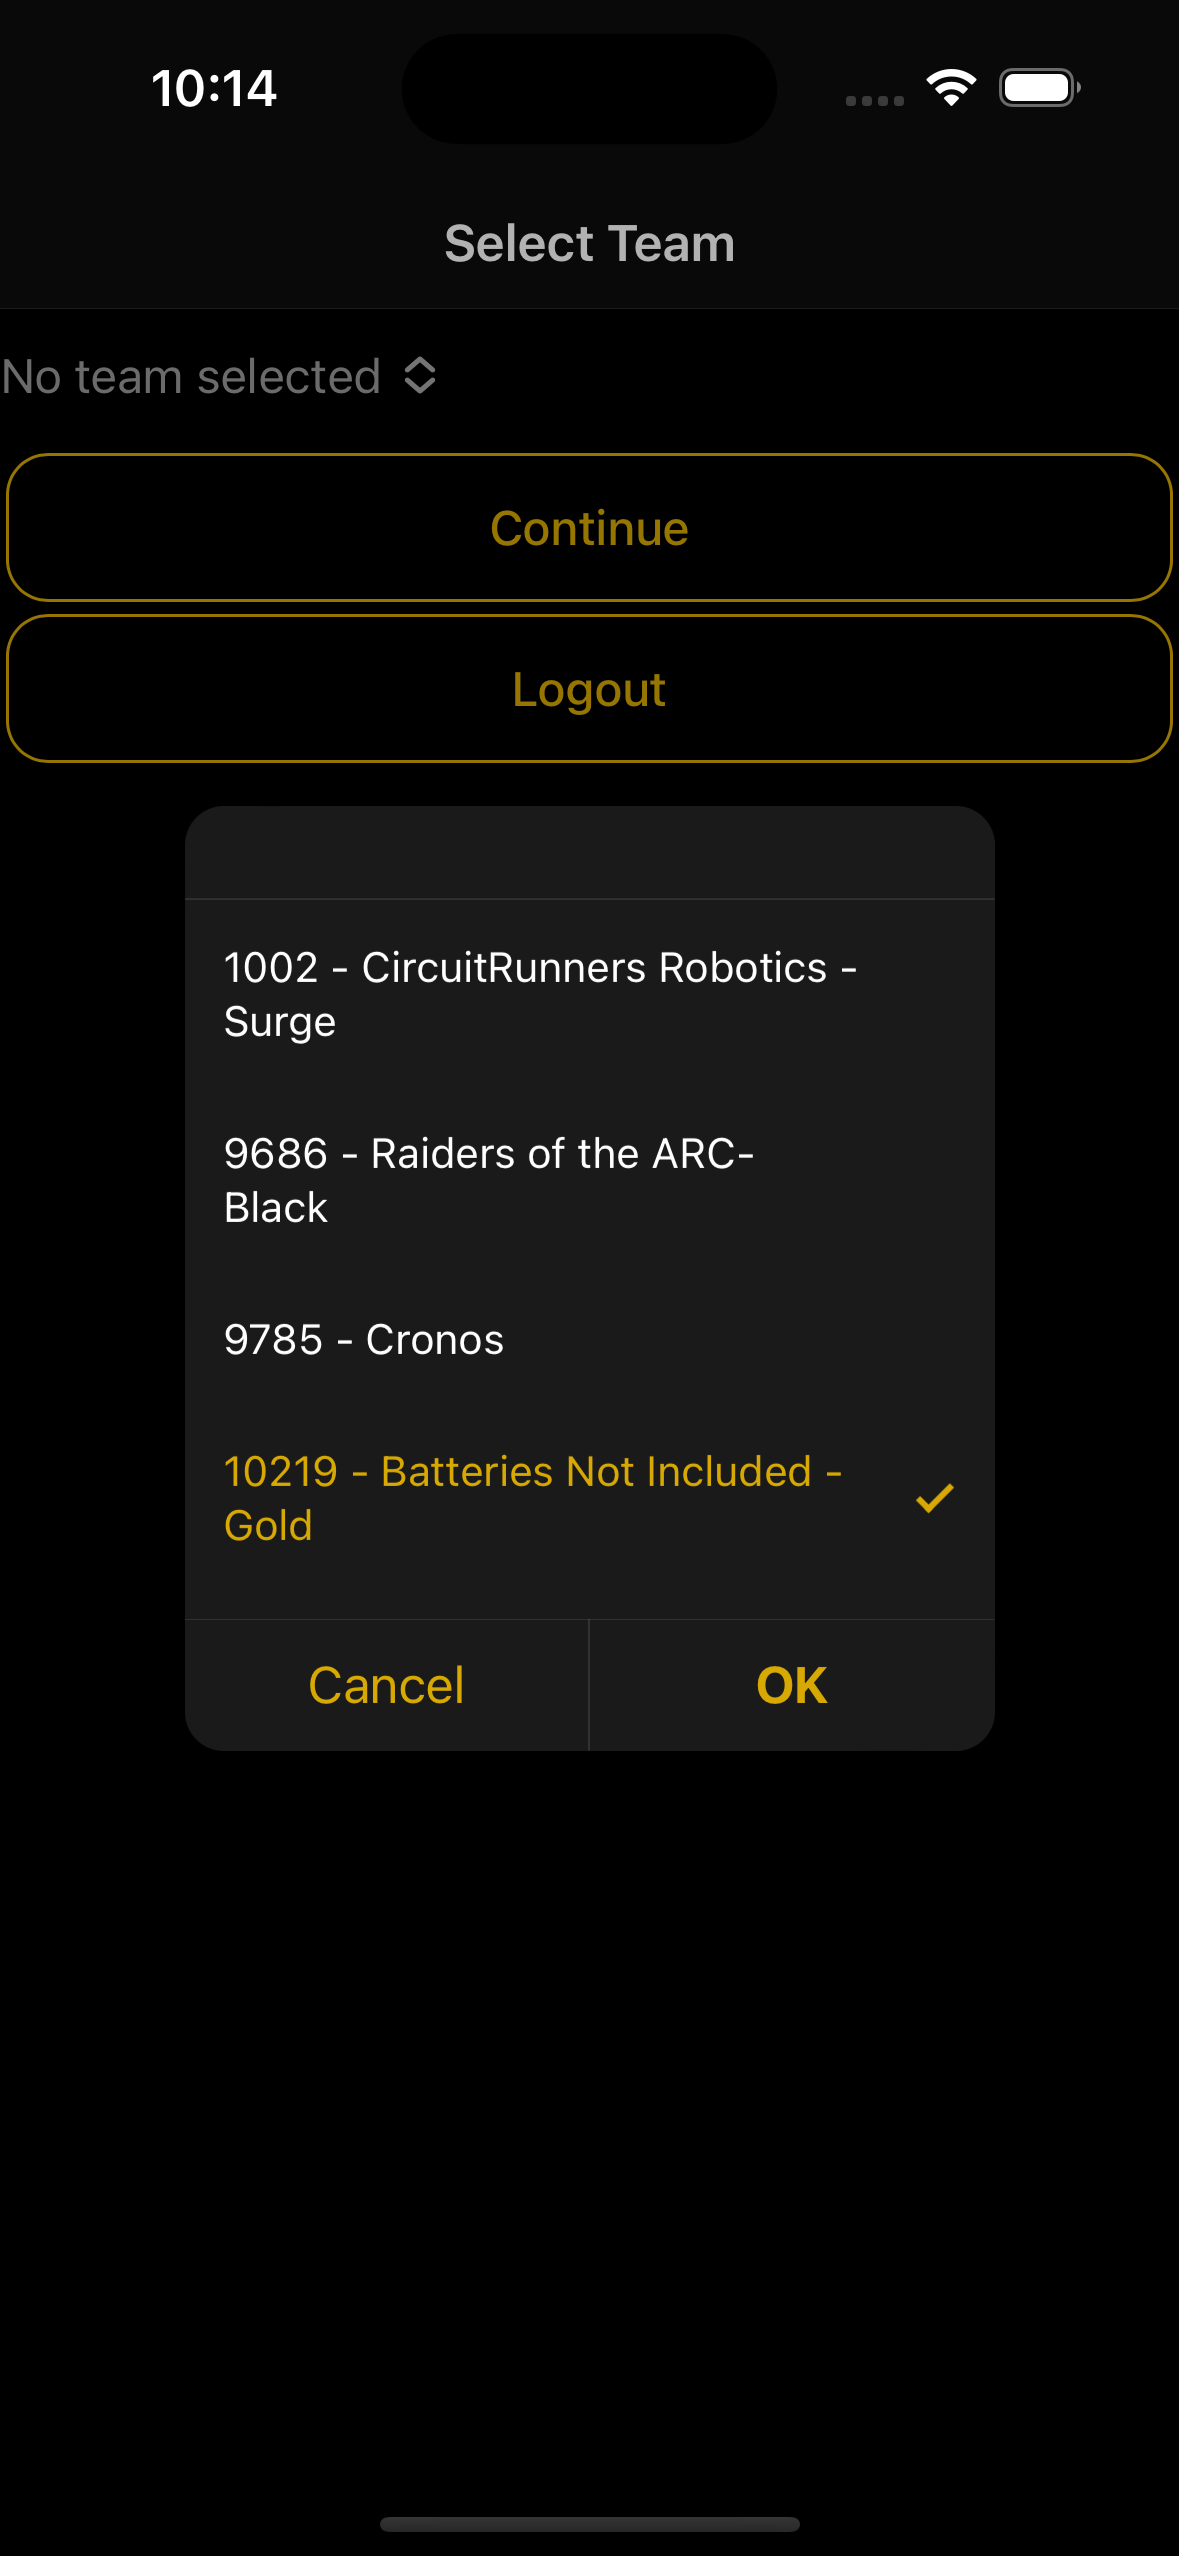 10:14
Select Team
No team selected
Continue
Logout
1002 - CircuitRunners Robotics -
Surge
9686 - Raiders of the ARC-
Black
9785 - Cronos
10219 - Batteries Not Included -
Gold
Cancel
OK